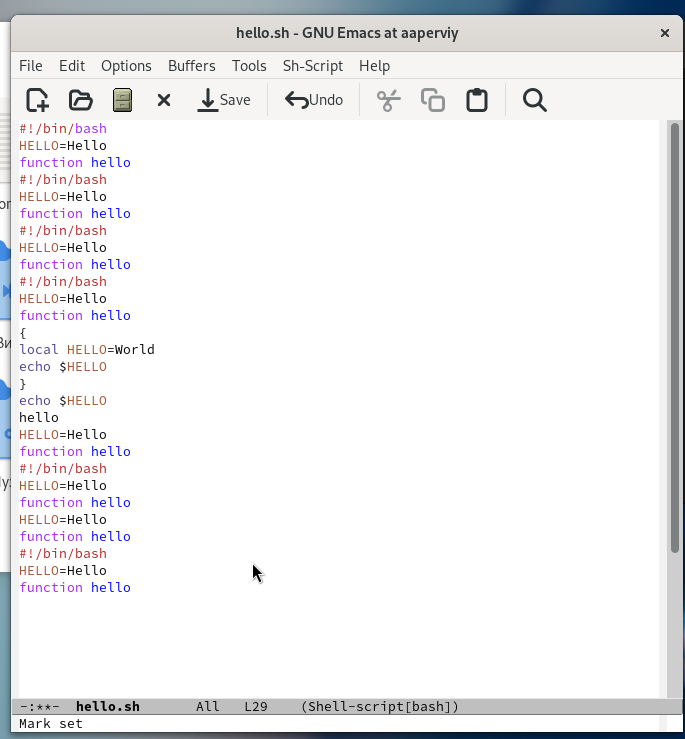 hello.sh - GNU Emacs at aaperviy
File Edit Options Buffers Tools Sh-Script Help
Save Undo
#!/bin/bash
HELLO=Hello
function hello
#!/bin/bash
HELLO=Hello
function hello
#!/bin/bash
HELLO=Hello
function hello
#!/bin/bash
HELLO=Hello
function hello
{
local HELLO=World
echo $HELLO
}
echo $HELLO
hello
HELLO=Hello
function hello
#!/bin/bash
HELLO=Hello
function hello
HELLO=Hello
function hello
#!/bin/bash
HELLO=Hello
function hello
-:**- hello.sh All L29 (Shell-script[bash])
Mark set